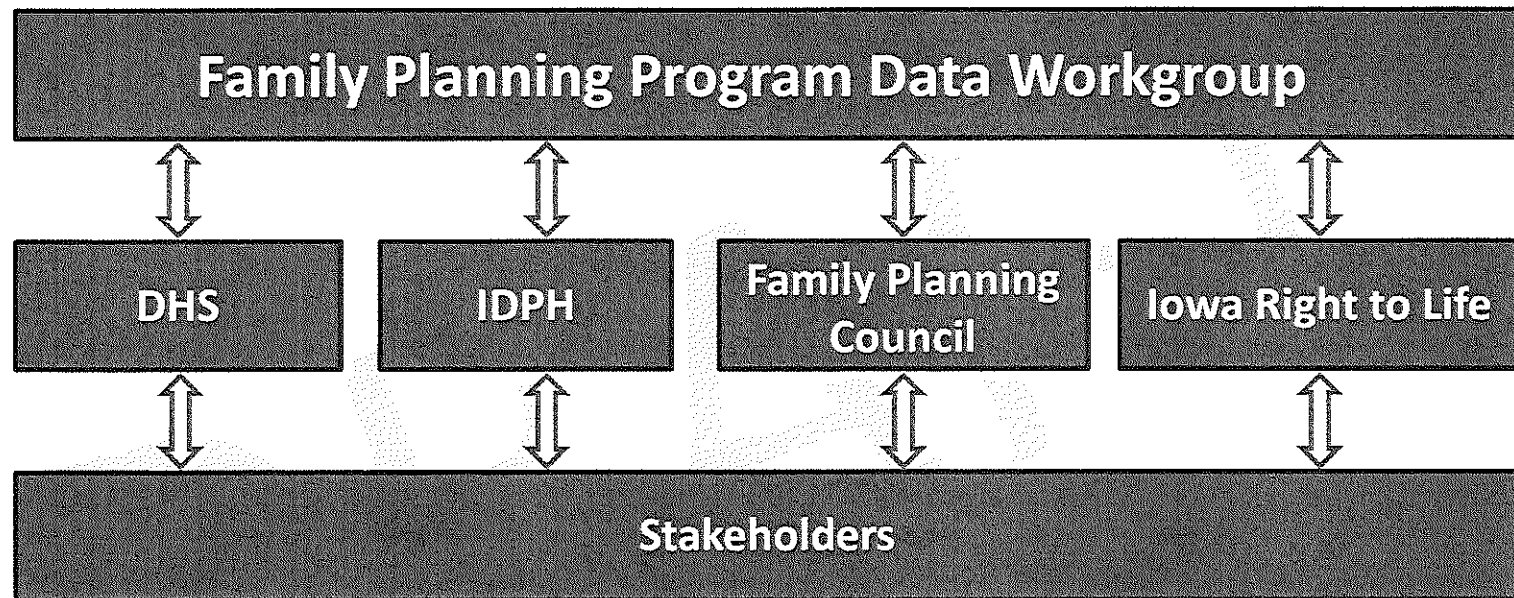 Family Planning Program Data Workgroup
DHS
IDPH
Family Planning
Council
Iowa Right to Life
Stakeholders